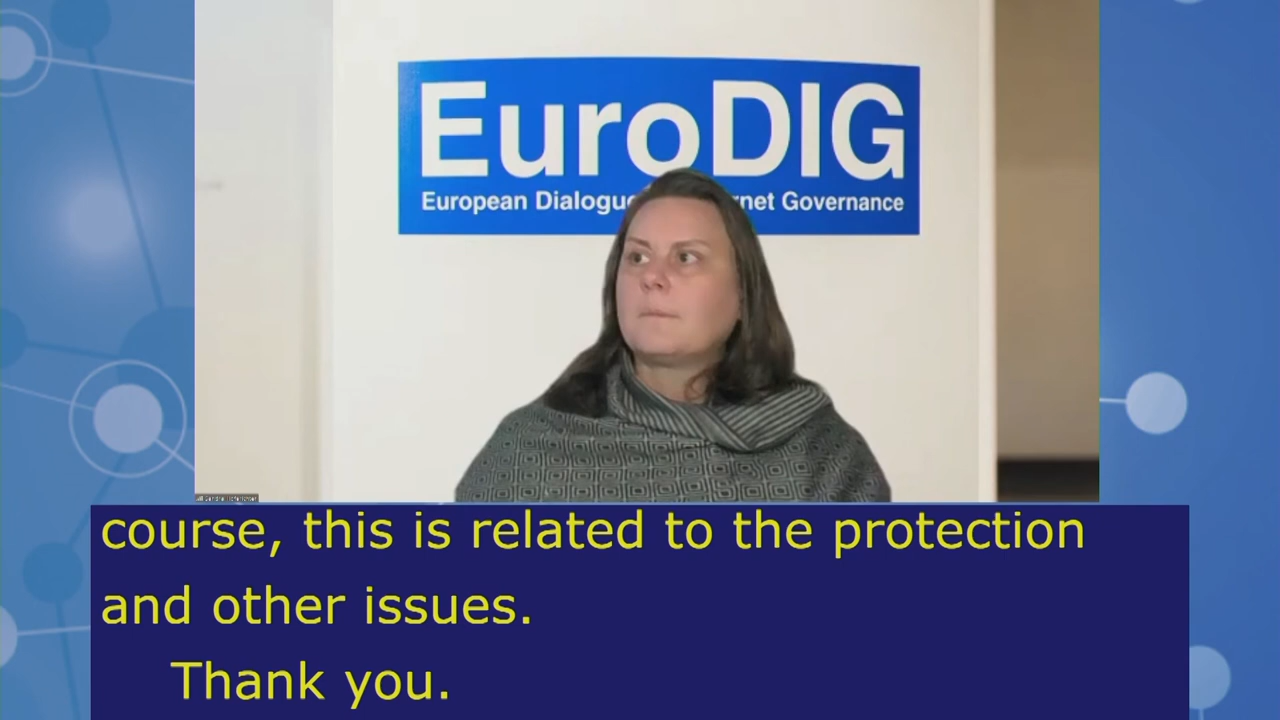 EuroDIG
European Dialogu rnet Governance
course, this is related to the protection
and other issues.
Thank you.